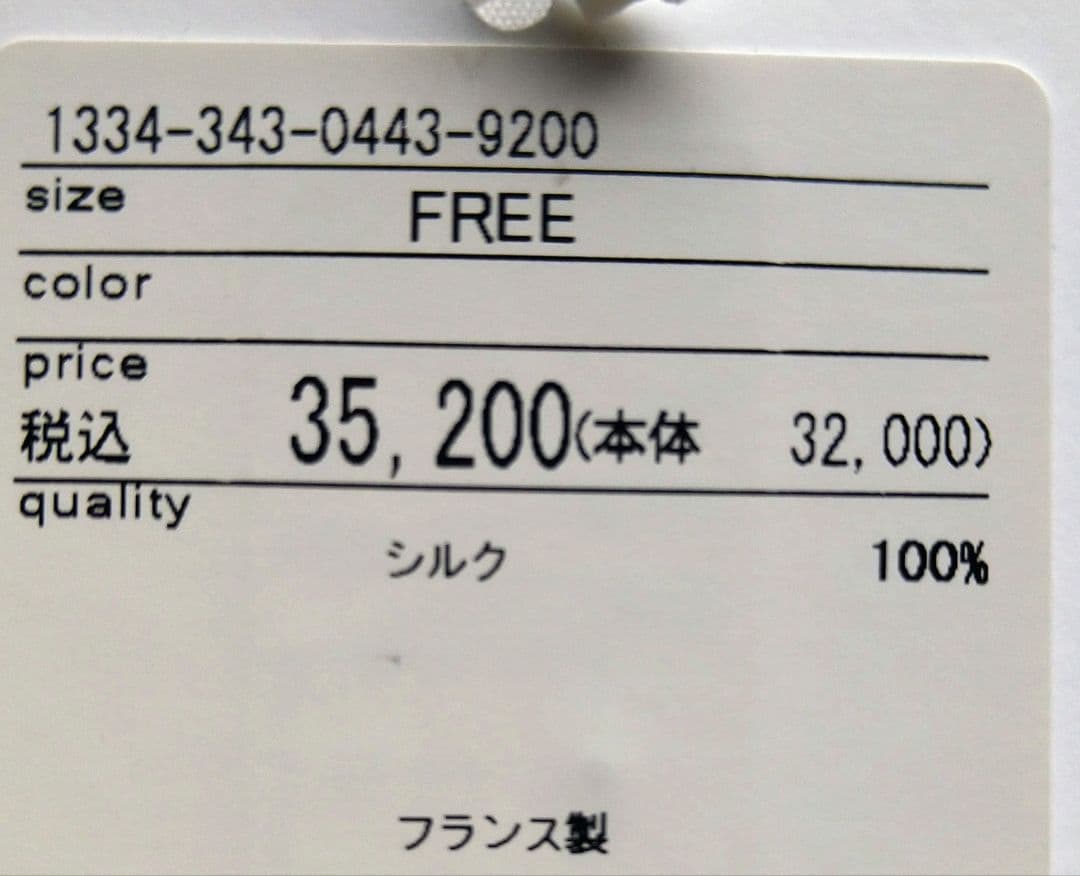 1334-343-0443-9200
size FREE
color
price
税込 35,200(本体 32,000)
quality
シルク 100%
フランス製